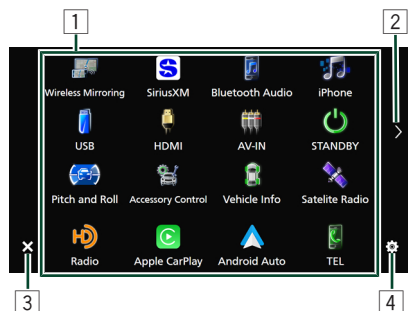 1
2
Wireless Mirroring SiriusXM Bluetooth Audio iPhone
USB HDMI AV-IN STANDBY
Pitch and Roll Accessory Control Vehicle Info Satelite Radio
HD
Radio Apple CarPlay Android Auto TEL
3
4